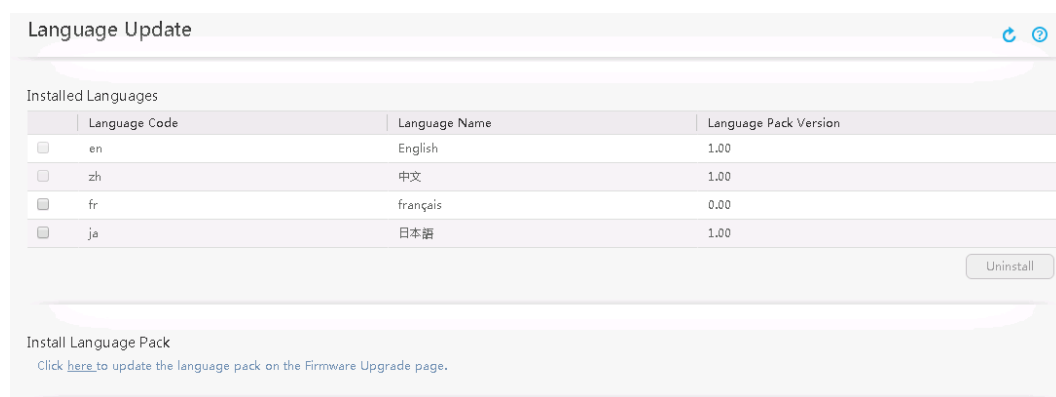 Language Update
Installed Languages
Language Code Language Name Language Pack Version
en English 1.00
zh 中文 1.00
fr français 0.00
ja 日本語 1.00
Uninstall
Install Language Pack
Click here to update the language pack on the Firmware Upgrade page.